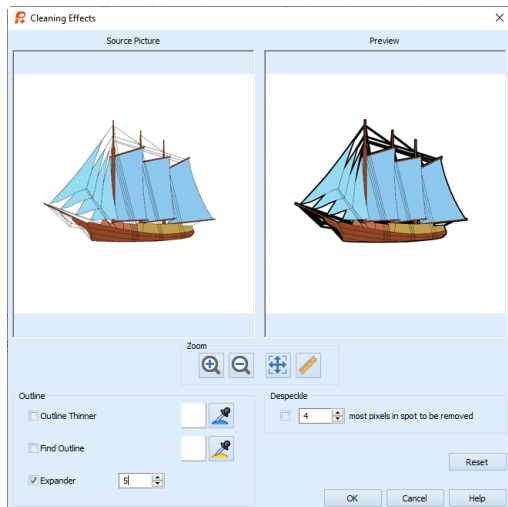 Cleaning Effects
Source Picture
Preview
Zoom
Outline
Outline Thinner
Find Outline
Expander 5
Despeckle
4 most pixels in spot to be removed
Reset
OK Cancel Help